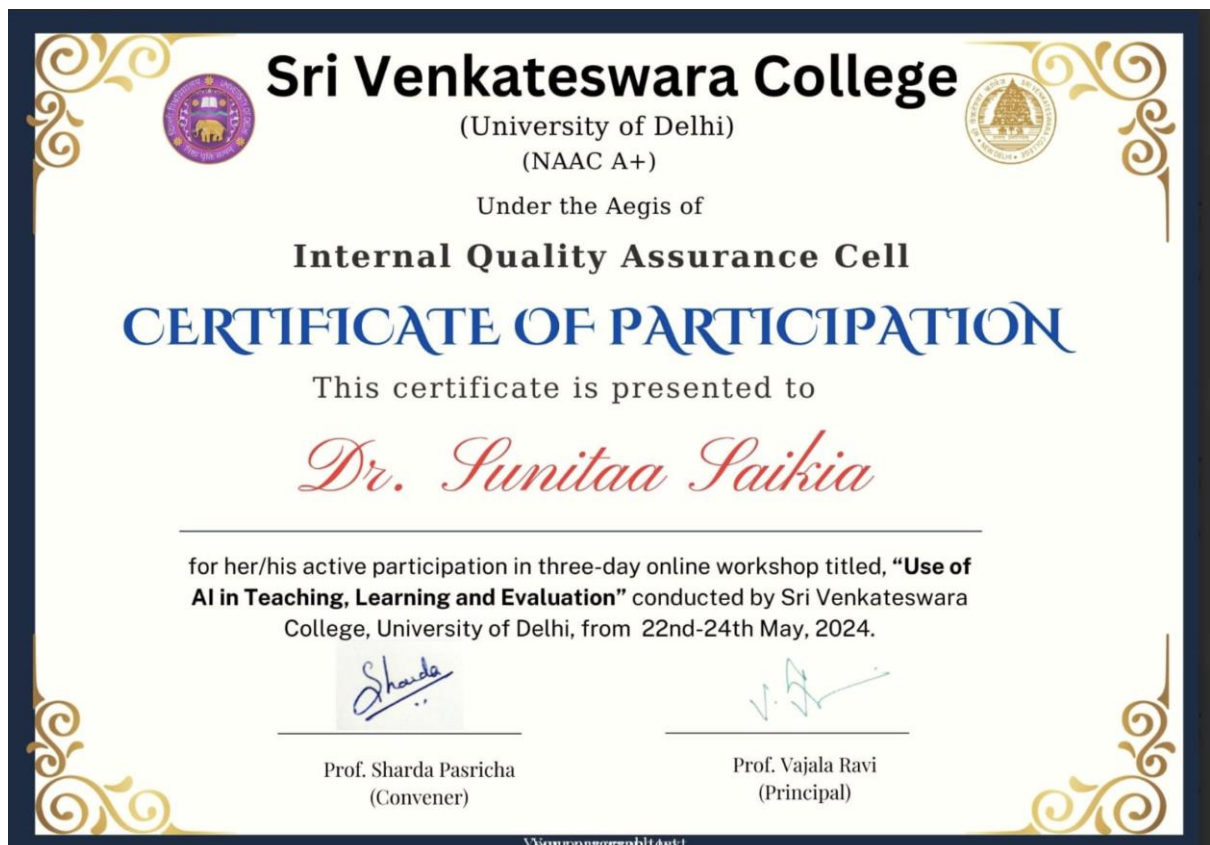 Sri Venkateswara College
(University of Delhi)
(NAAC A+)
Under the Aegis of
Internal Quality Assurance Cell
CERTIFICATE OF PARTICIPATION
This certificate is presented to
Dr. Sunitaa Saikia
for her/his active participation in three-day online workshop titled, “Use of
AI in Teaching, Learning and Evaluation” conducted by Sri Venkateswara
College, University of Delhi, from 22nd-24th May, 2024.
Sharda
Prof. Sharda Pasricha
(Convener)
Prof. Vajala Ravi
(Principal)